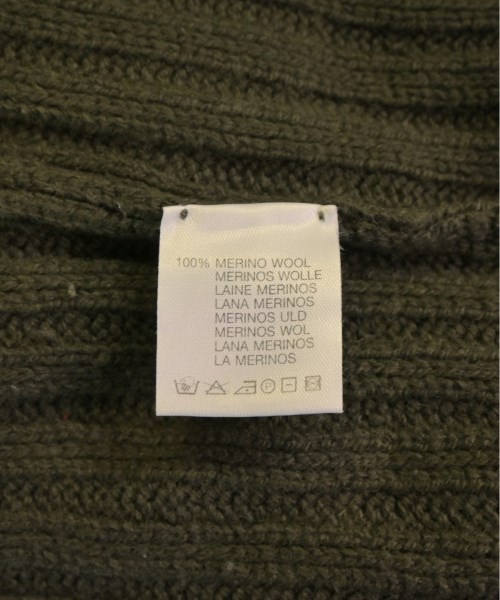 100% MERINO WOOL
MERINOS WOLLE
LAINE MERINOS
LANA MERINOS
MERINOS ULD
MERINOS WOL
LANA MERINOS
LA MERINOS
P